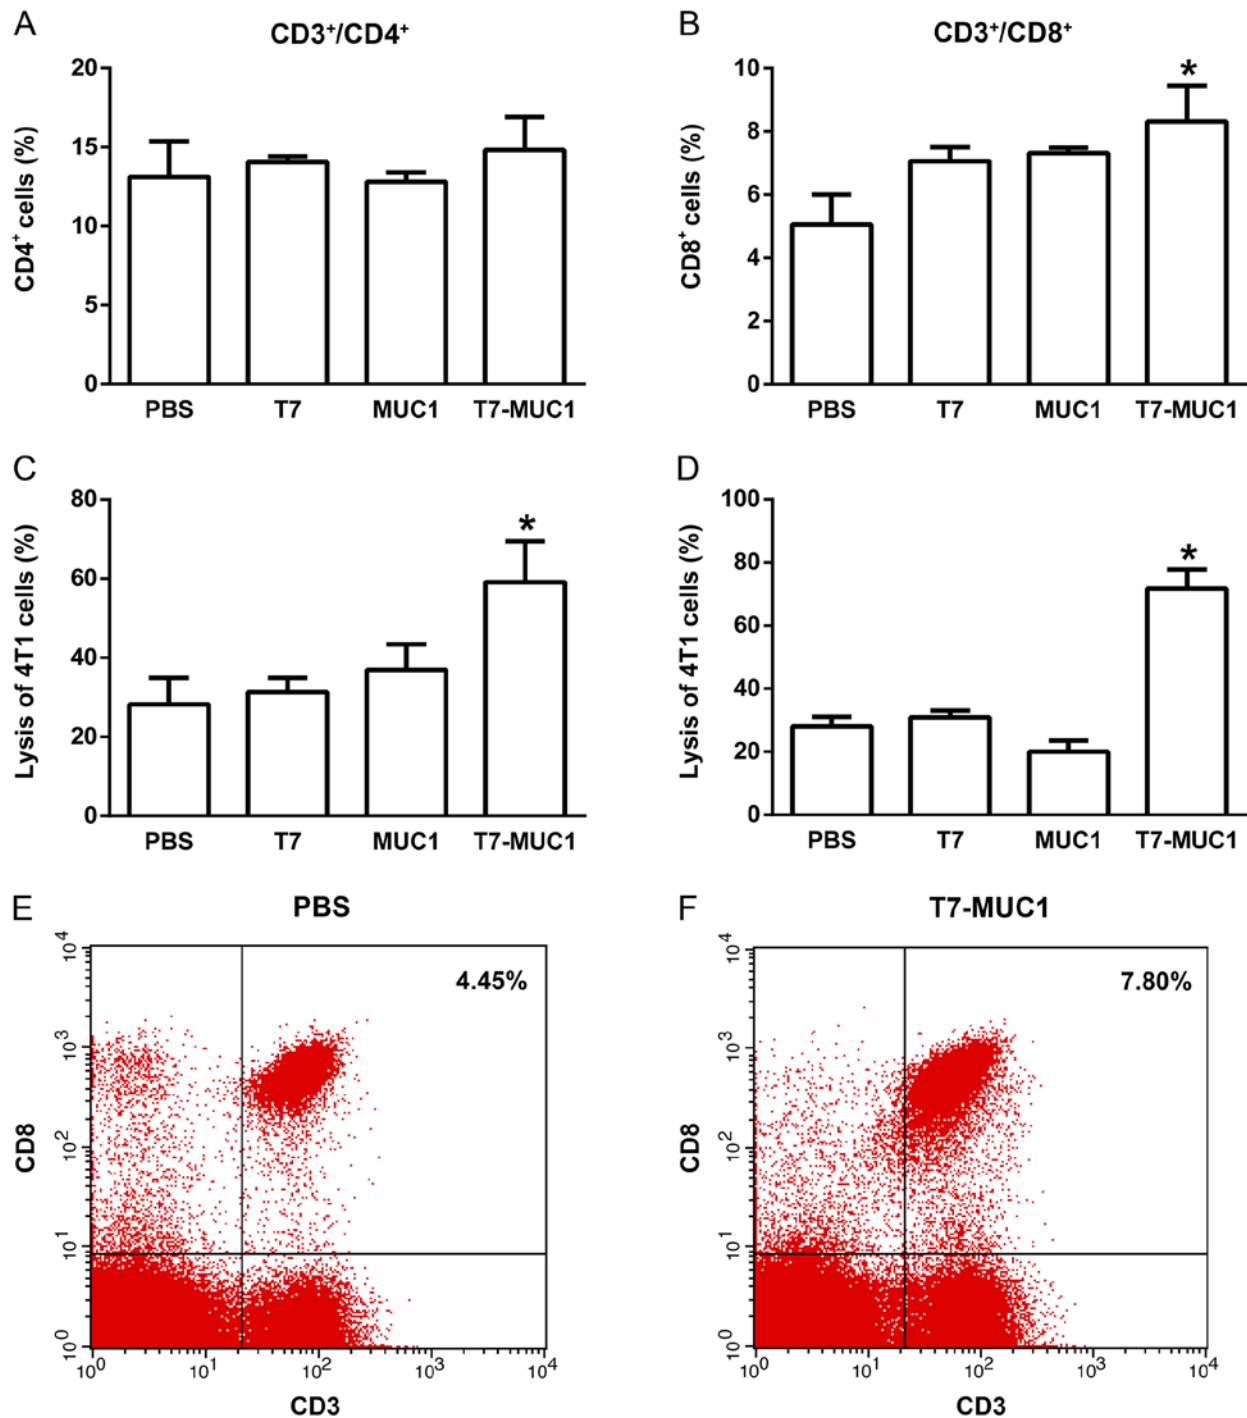 A
CD3⁺/CD4⁺
CD4⁺ cells (%)
20
15
10
5
0
PBS T7 MUC1 T7-MUC1
B
CD3⁺/CD8⁺
CD8⁺ cells (%)
10
8
6
4
2
0
*
PBS T7 MUC1 T7-MUC1
C
Lysis of 4T1 cells (%)
80
60
40
20
0
*
PBS T7 MUC1 T7-MUC1
D
Lysis of 4T1 cells (%)
100
80
60
40
20
0
*
PBS T7 MUC1 T7-MUC1
E
PBS
4.45%
CD8
10⁴
10³
10²
10¹
10⁰
10⁰ 10¹ 10² 10³ 10⁴
CD3
F
T7-MUC1
7.80%
CD8
10⁴
10³
10²
10¹
10⁰
10⁰ 10¹ 10² 10³ 10⁴
CD3